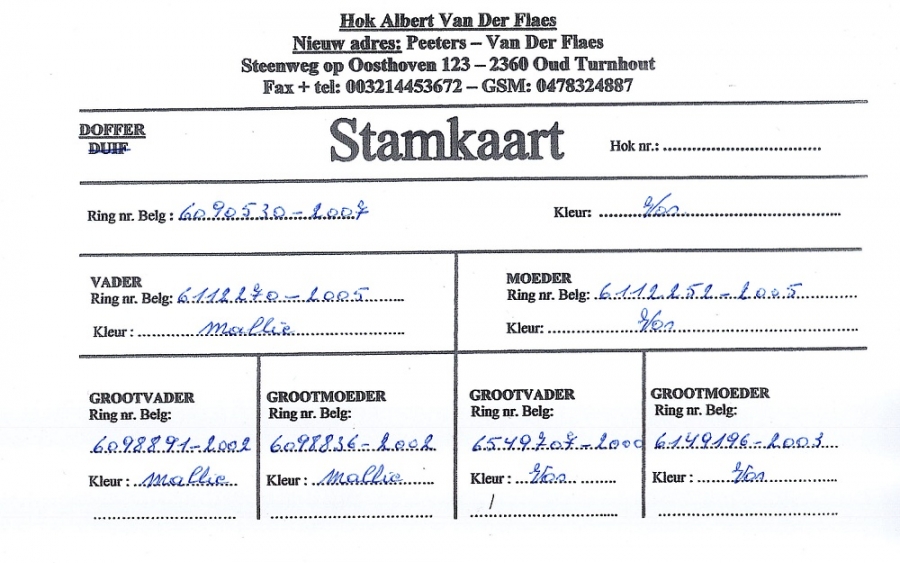 Hok Albert Van Der Flaes
Nieuw adres: Peeters – Van Der Flaes
Steenweg op Oosthoven 123 – 2360 Oud Turnhout
Fax + tel: 003214453672 – GSM: 0478324887
DOFFER
DUIF
Stamkaart
Hok nr.: ........................................
Ring nr. Belg : 6090530-2007
Kleur: Vos
VADER
Ring nr. Belg: 6112270-2005
Kleur : Mallie
MOEDER
Ring nr. Belg: 6112252-2005
Kleur: Vos
GROOTVADER
Ring nr. Belg:
6098891-2002
Kleur : Mallie
GROOTMOEDER
Ring nr. Belg:
6098836-2002
Kleur : Mallie
GROOTVADER
Ring nr. Belg:
6549707-2000
Kleur : Vos
GROOTMOEDER
Ring nr. Belg:
6149196-2003
Kleur : Vos